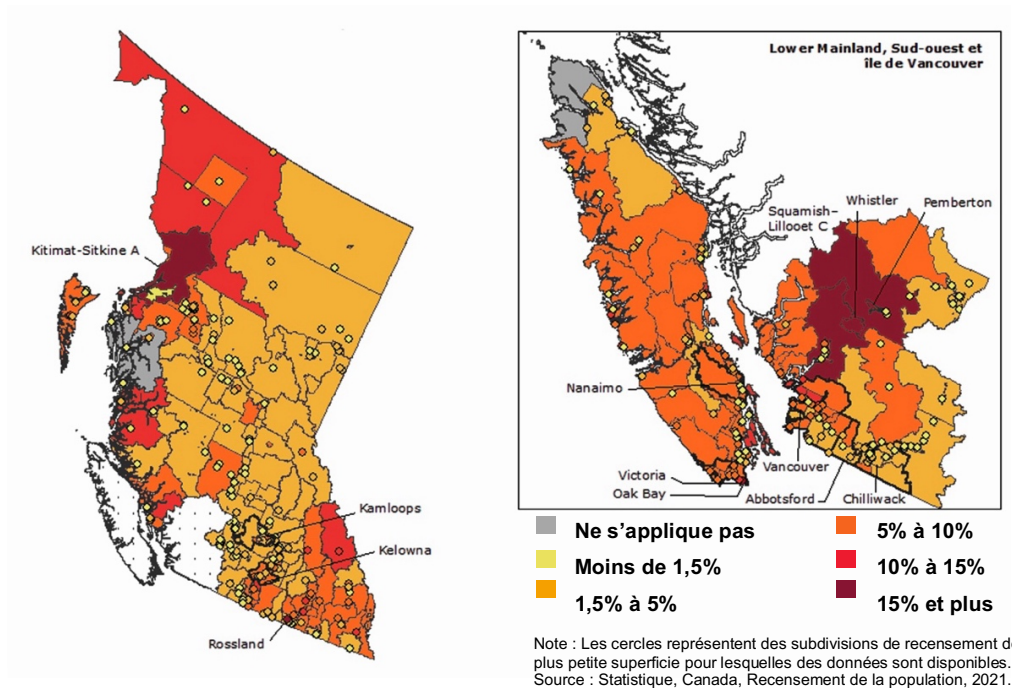 Lower Mainland, Sud-ouest et
île de Vancouver
Kitimat-Sitkine A
Kamloops
Kelowna
Rossland
Squamish-
Lillooet C
Whistler
Pemberton
Nanaimo
Victoria
Oak Bay
Vancouver
Abbotsford
Chilliwack
Ne s'applique pas
Moins de 1,5%
1,5% à 5%
5% à 10%
10% à 15%
15% et plus
Note : Les cercles représentent des subdivisions de recensement de
plus petite superficie pour lesquelles des données sont disponibles.
Source : Statistique, Canada, Recensement de la population, 2021.